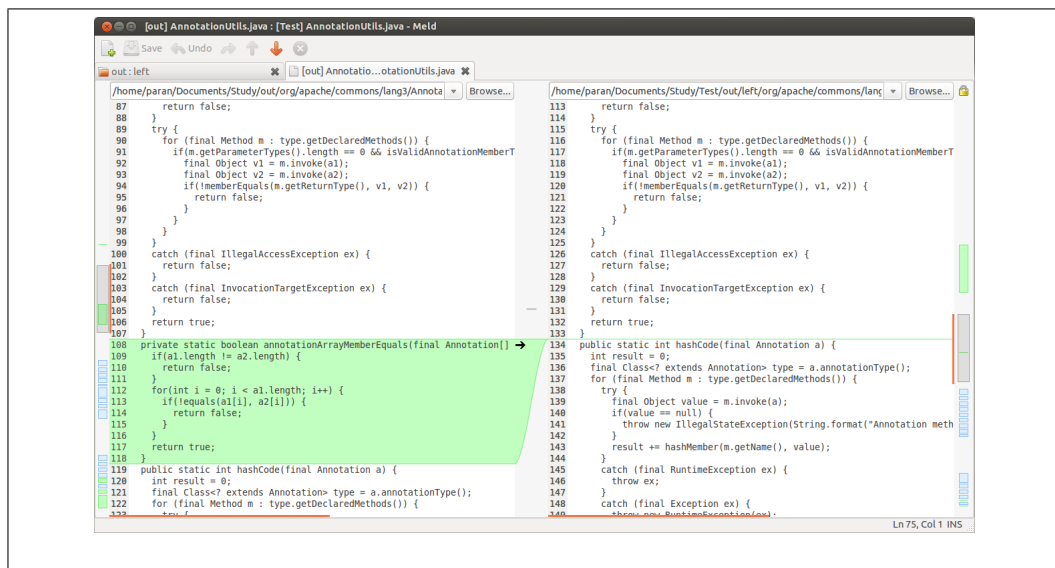 [out] AnnotationUtils.java : [Test] AnnotationUtils.java - Meld
Save Undo
out : left [out] Annotatio...otationUtils.java
/home/paran/Documents/Study/out/org/apache/commons/lang3/Annota Browse...
87 return false;
88 }
89 try {
90 for (final Method m : type.getDeclaredMethods()) {
91 if(m.getParameterTypes().length == 0 && isValidAnnotationMemberT
92 final Object v1 = m.invoke(a1);
93 final Object v2 = m.invoke(a2);
94 if(!memberEquals(m.getReturnType(), v1, v2)) {
95 return false;
96 }
97 }
98 }
99 }
100 catch (final IllegalAccessException ex) {
101 return false;
102 }
103 catch (final InvocationTargetException ex) {
104 return false;
105 }
106 return true;
107 }
108 private static boolean annotationArrayMemberEquals(final Annotation[]
109 if(a1.length != a2.length) {
110 return false;
111 }
112 for(int i = 0; i < a1.length; i++) {
113 if(!equals(a1[i], a2[i])) {
114 return false;
115 }
116 }
117 return true;
118 }
119 public static int hashCode(final Annotation a) {
120 int result = 0;
121 final Class<? extends Annotation> type = a.annotationType();
122 for (final Method m : type.getDeclaredMethods()) {
123 try {
/home/paran/Documents/Study/Test/out/left/org/apache/commons/lang Browse...
113 return false;
114 }
115 try {
116 for (final Method m : type.getDeclaredMethods()) {
117 if(m.getParameterTypes().length == 0 && isValidAnnotationMemberT
118 final Object v1 = m.invoke(a1);
119 final Object v2 = m.invoke(a2);
120 if(!memberEquals(m.getReturnType(), v1, v2)) {
121 return false;
122 }
123 }
124 }
125 }
126 catch (final IllegalAccessException ex) {
127 return false;
128 }
129 catch (final InvocationTargetException ex) {
130 return false;
131 }
132 return true;
133 }
134 public static int hashCode(final Annotation a) {
135 int result = 0;
136 final Class<? extends Annotation> type = a.annotationType();
137 for (final Method m : type.getDeclaredMethods()) {
138 try {
139 final Object value = m.invoke(a);
140 if(value == null) {
141 throw new IllegalStateException(String.format("Annotation meth
142 }
143 result += hashMember(m.getName(), value);
144 }
145 catch (final RuntimeException ex) {
146 throw ex;
147 }
148 catch (final Exception ex) {
149 throw new RuntimeException(ex);
Ln 75, Col 1 INS